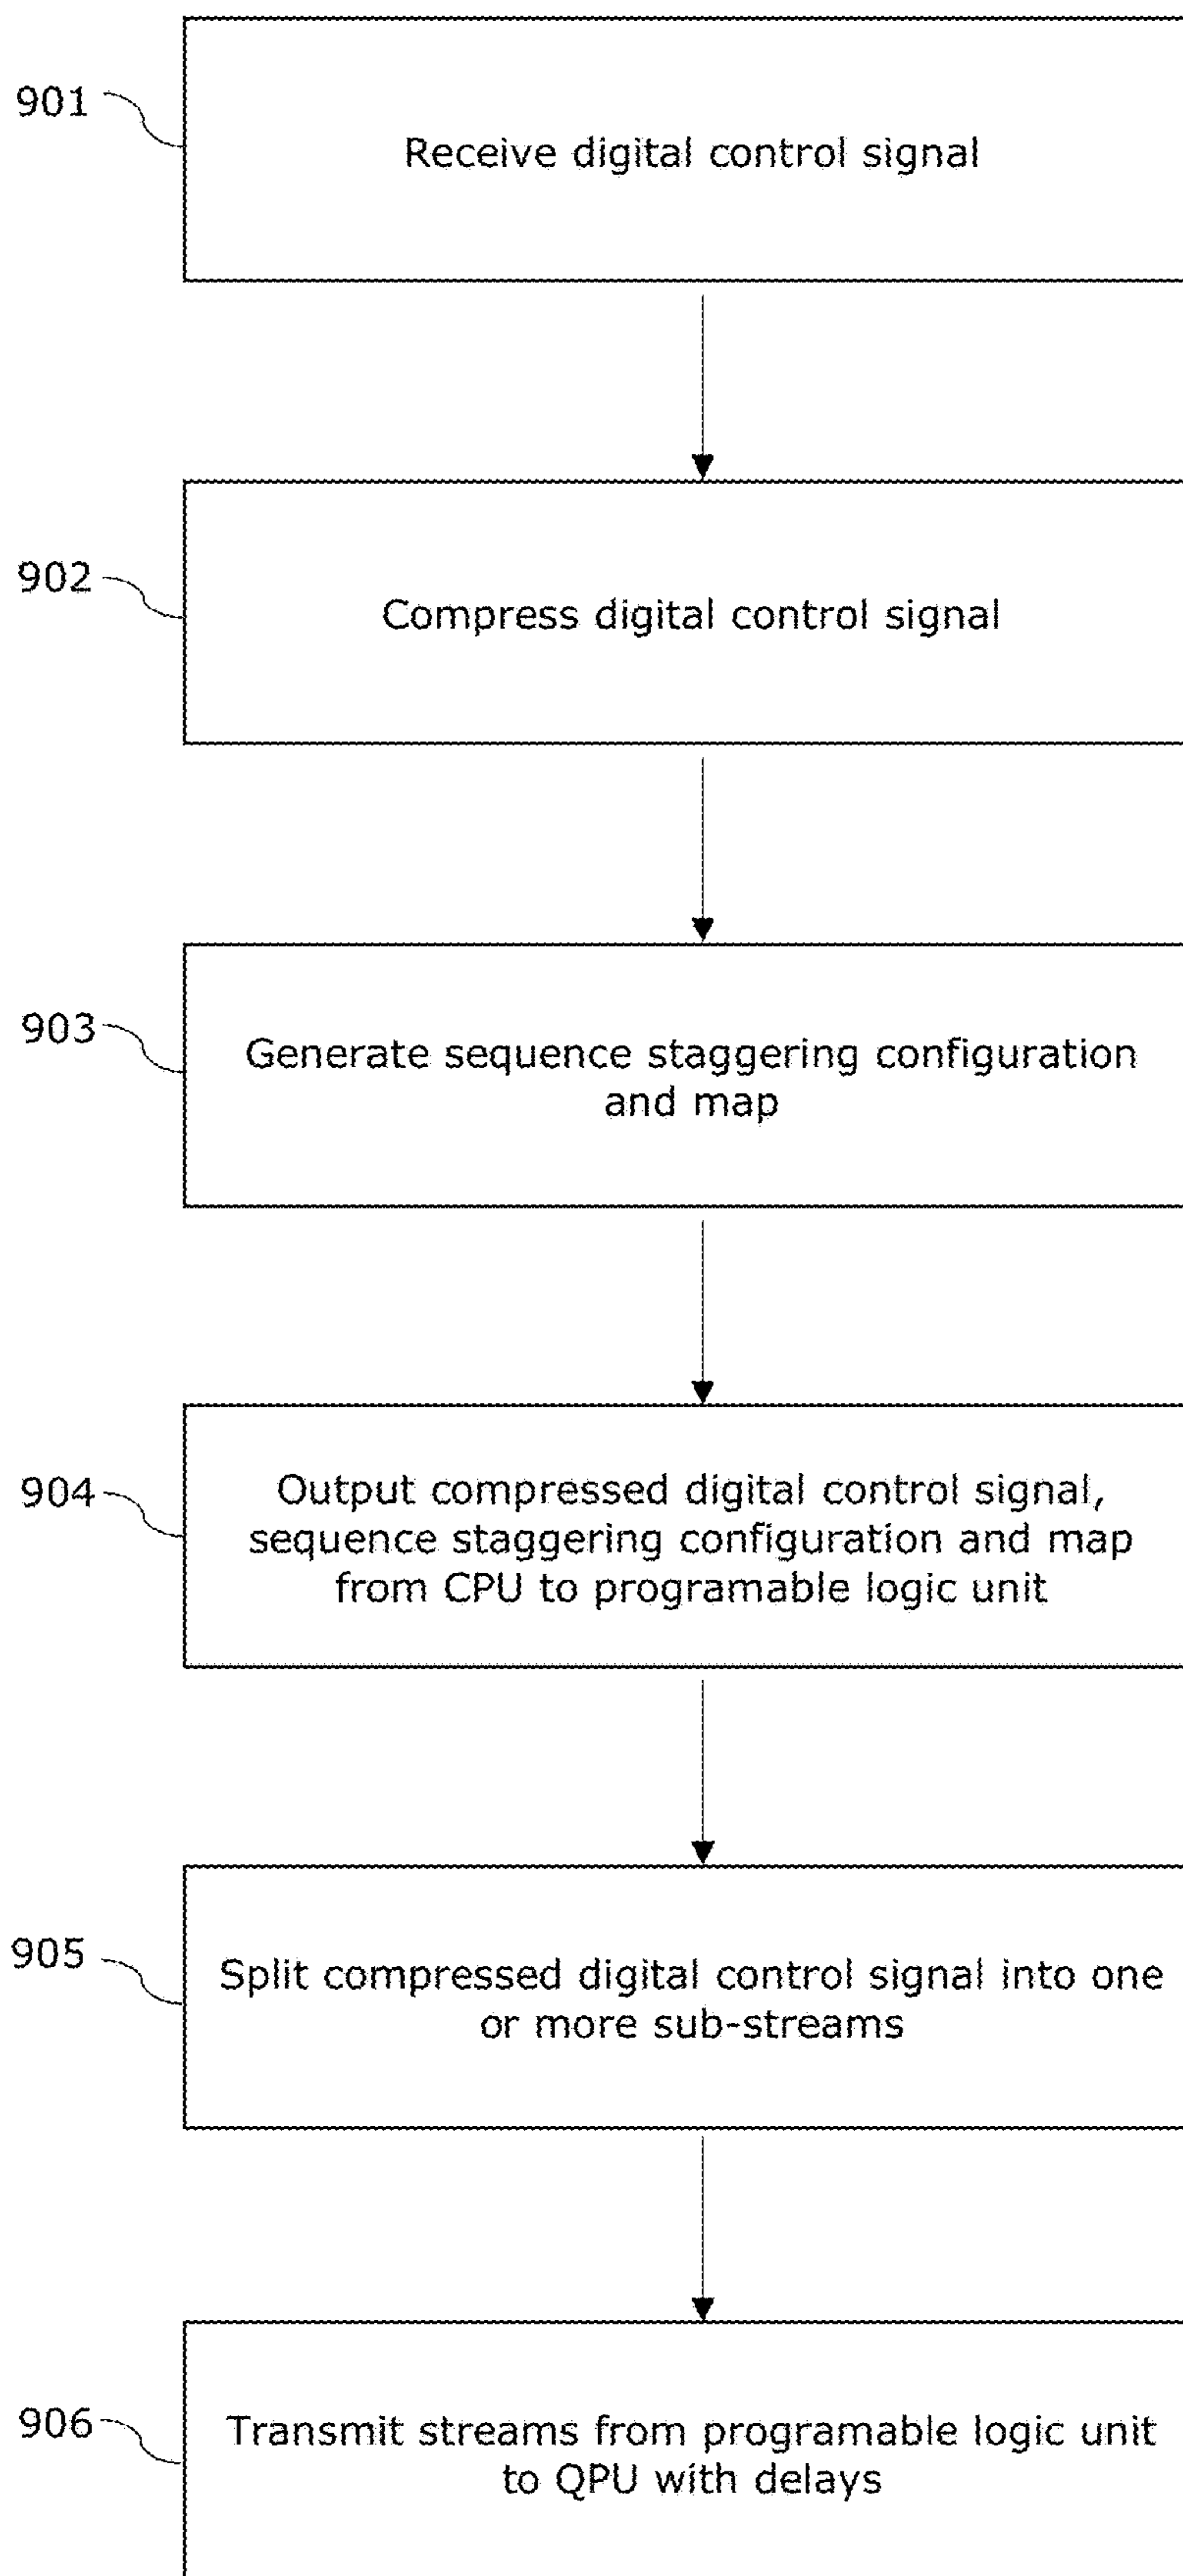 901
Receive digital control signal
902
Compress digital control signal
903
Generate sequence staggering configuration
and map
904
Output compressed digital control signal,
sequence staggering configuration and map
from CPU to programable logic unit
905
Split compressed digital control signal into one
or more sub-streams
906
Transmit streams from programable logic unit
to QPU with delays